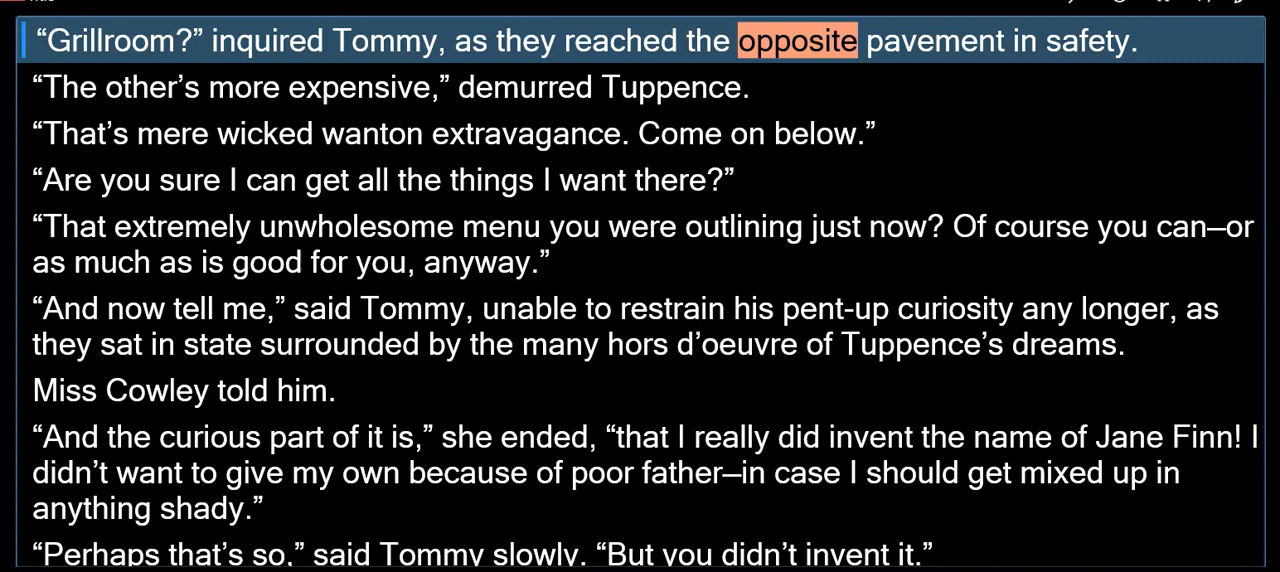 “Grillroom?” inquired Tommy, as they reached the opposite pavement in safety.
“The other’s more expensive,” demurred Tuppence.
“That’s mere wicked wanton extravagance. Come on below.”
“Are you sure I can get all the things I want there?”
“That extremely unwholesome menu you were outlining just now? Of course you can—or
as much as is good for you, anyway.”
“And now tell me,” said Tommy, unable to restrain his pent-up curiosity any longer, as
they sat in state surrounded by the many hors d’oeuvre of Tuppence’s dreams.
Miss Cowley told him.
“And the curious part of it is,” she ended, “that I really did invent the name of Jane Finn! I
didn’t want to give my own because of poor father—in case I should get mixed up in
anything shady.”
“Perhaps that’s so,” said Tommy slowly. “But you didn’t invent it.”